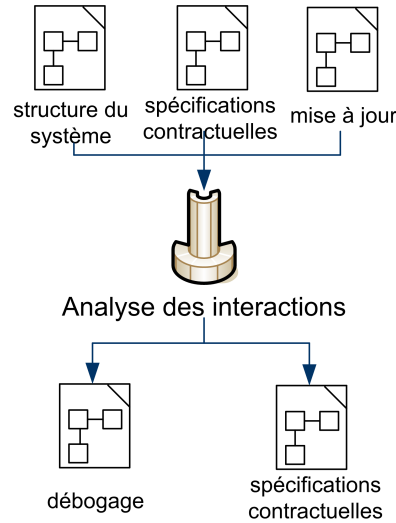 structure du
système
spécifications
contractuelles
mise à jour
Analyse des interactions
débogage
spécifications
contractuelles